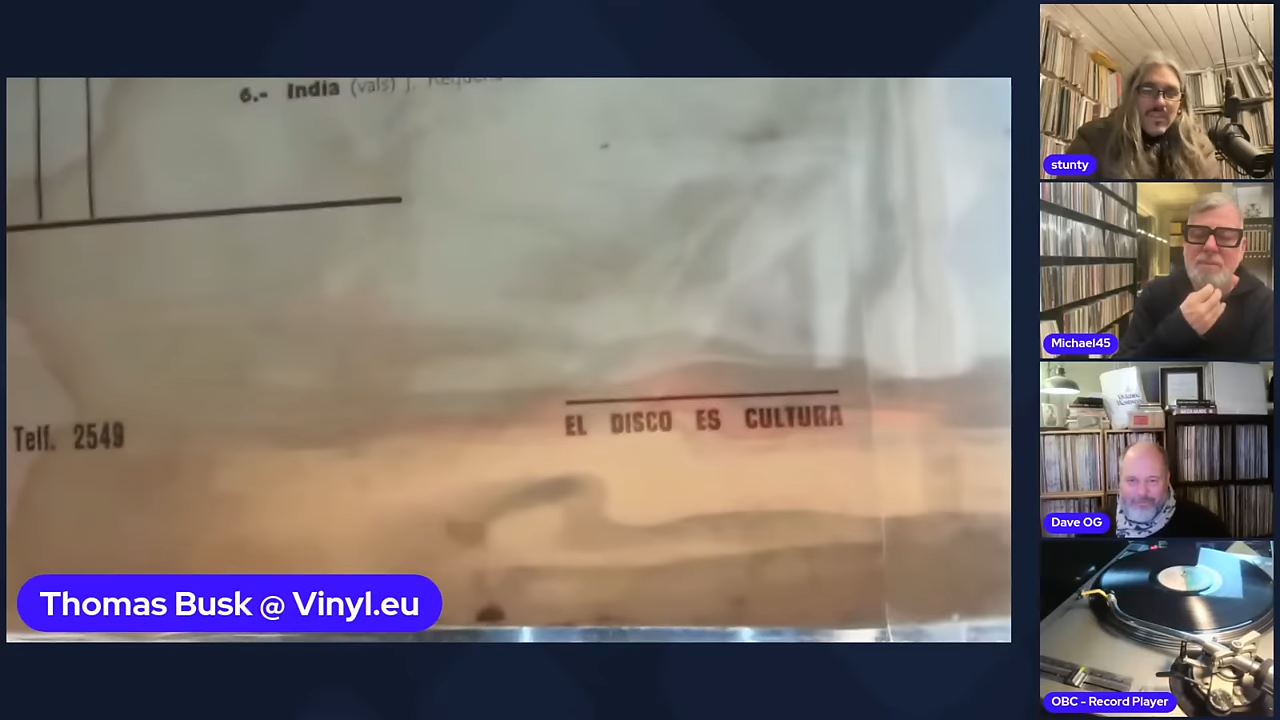 6.- India (vals)
Telf. 2549
EL DISCO ES CULTURA
Thomas Busk @ Vinyl.eu
stunty
Michael45
Dave OG
OBC - Record Player